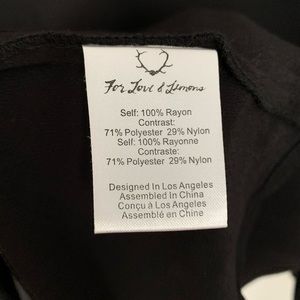 For Love & Lemons
Self: 100% Rayon
Contrast:
71% Polyester 29% Nylon
Self: 100% Rayonne
Contraste:
71% Polyester 29% Nylon
Designed In Los Angeles
Assembled In China
Conçu à Los Angeles
Assemblé en Chine